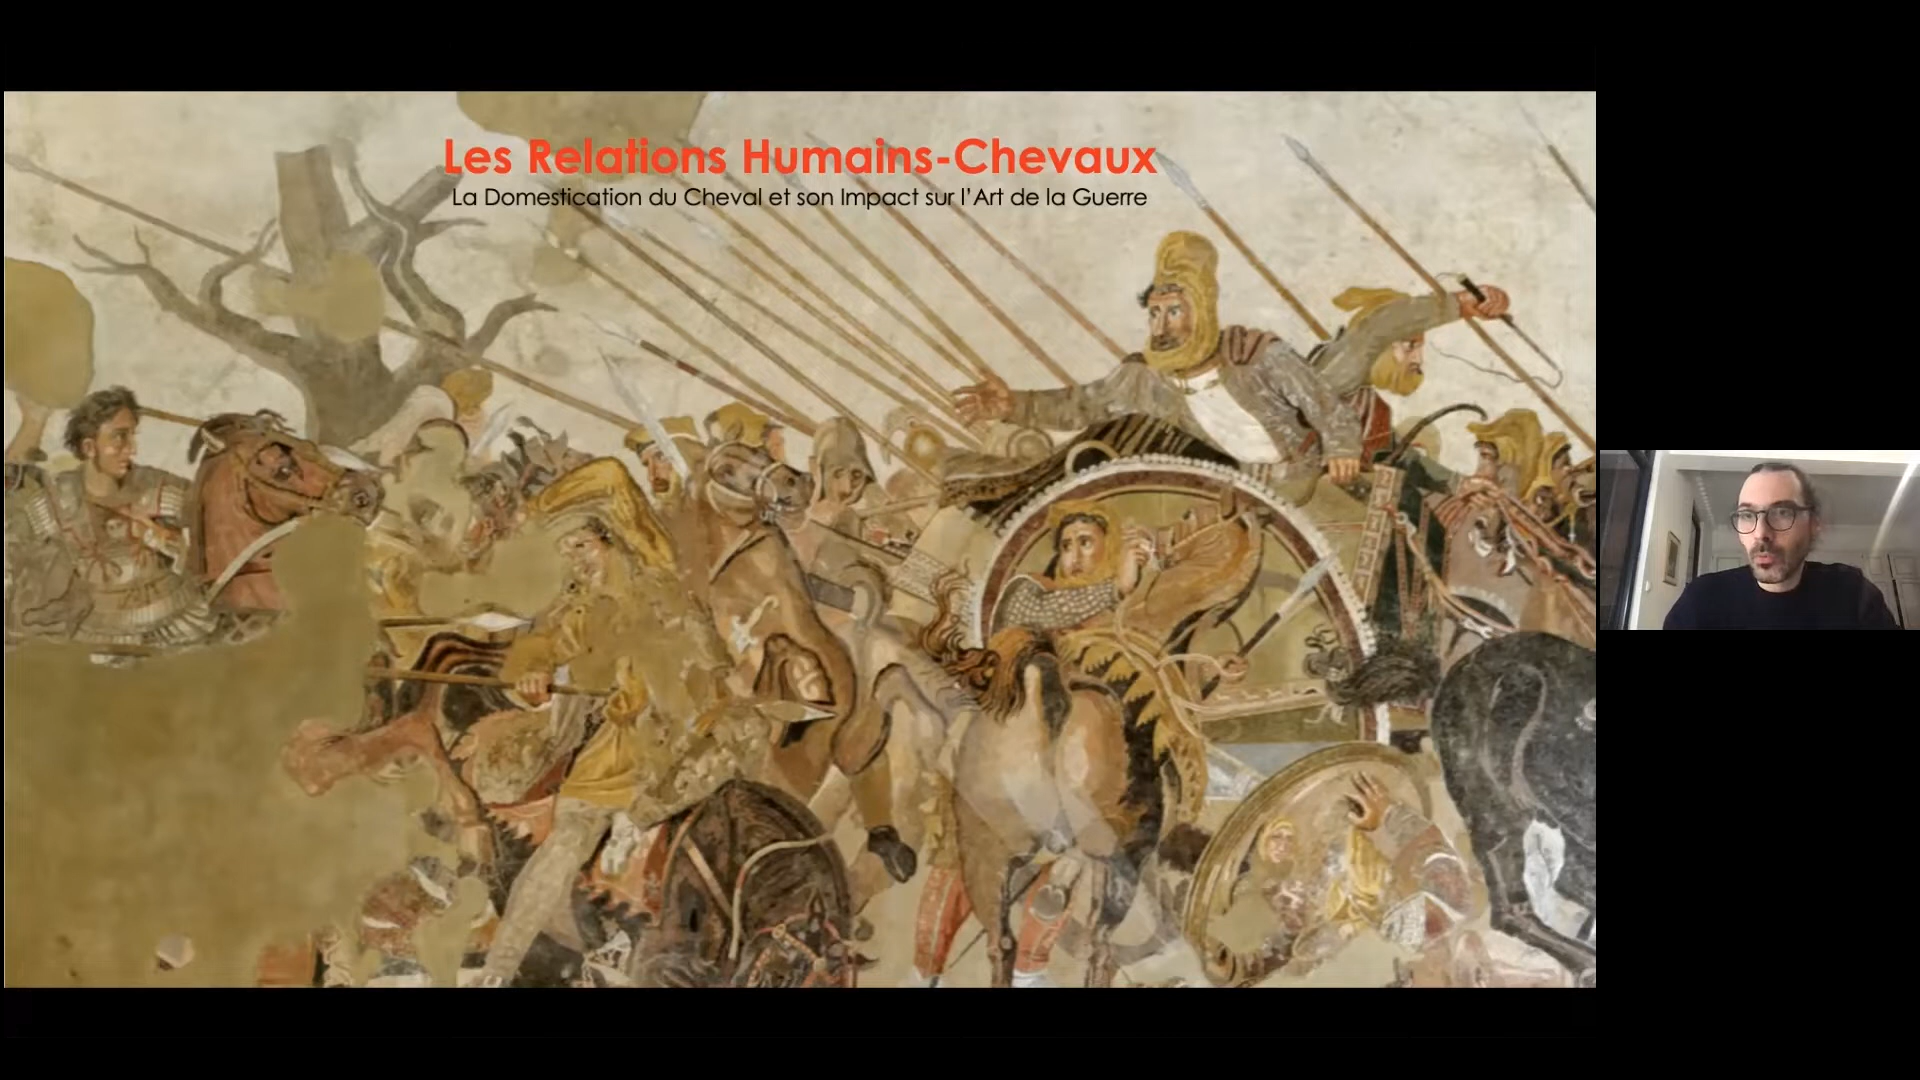 Les Relations Humains-Chevaux
La Domestication du Cheval et son Impact sur l'Art de la Guerre